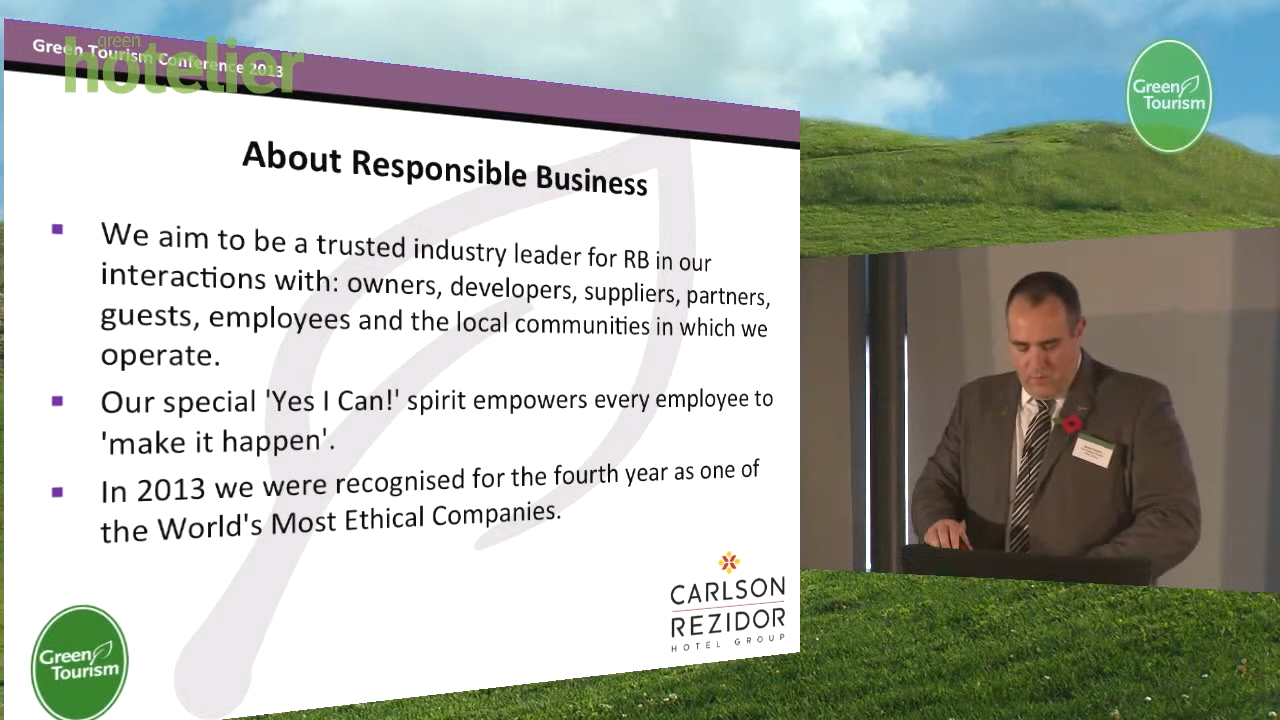 Green Tourism Conference 2013
green
hotelier
Green
Tourism
About Responsible Business
We aim to be a trusted industry leader for RB in our
interactions with: owners, developers, suppliers, partners,
guests, employees and the local communities in which we
operate.
Our special 'Yes I Can!' spirit empowers every employee to
'make it happen'.
In 2013 we were recognised for the fourth year as one of
the World's Most Ethical Companies.
CARLSON
REZIDOR
HOTEL GROUP
Green
Tourism